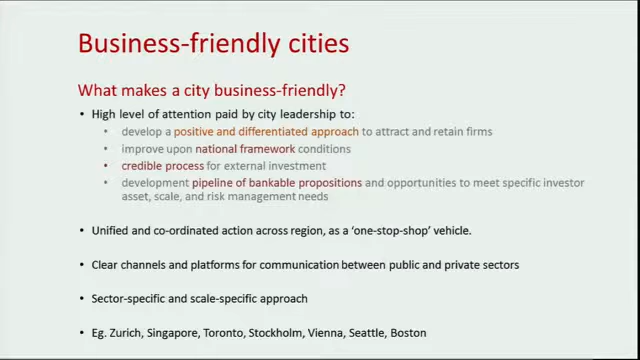 Business-friendly cities
What makes a city business-friendly?
• High level of attention paid by city leadership to:
• develop a positive and differentiated approach to attract and retain firms
• improve upon national framework conditions
• credible process for external investment
• development pipeline of bankable propositions and opportunities to meet specific investor
asset, scale, and risk management needs
• Unified and co-ordinated action across region, as a ‘one-stop-shop’ vehicle.
• Clear channels and platforms for communication between public and private sectors
• Sector-specific and scale-specific approach
• Eg. Zurich, Singapore, Toronto, Stockholm, Vienna, Seattle, Boston